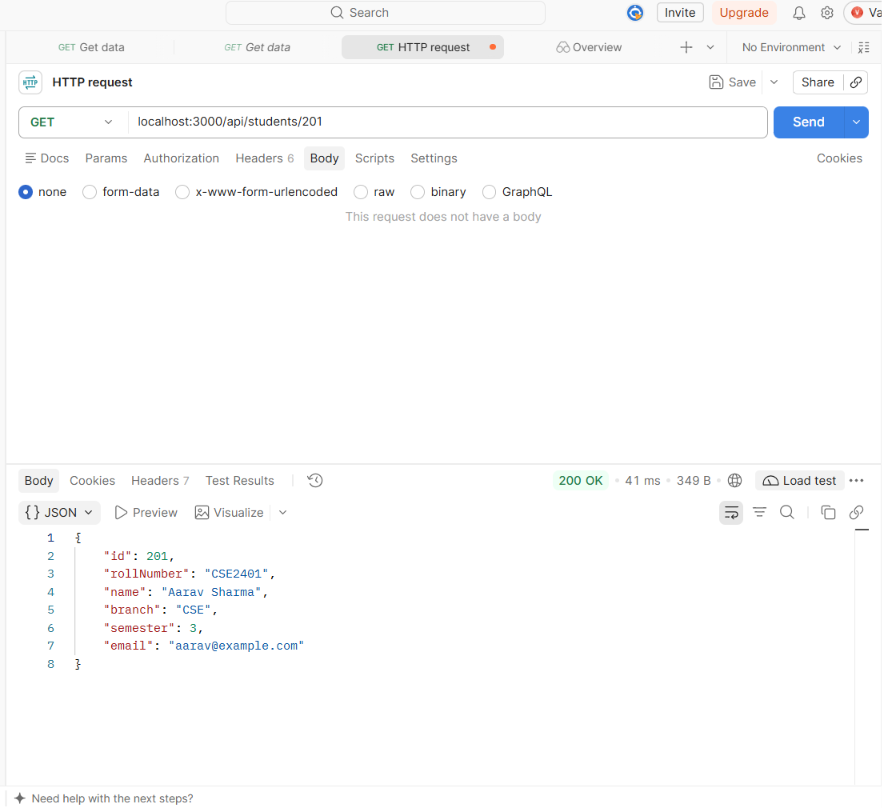 Search Invite Upgrade Va
GET Get data GET Get data GET HTTP request Overview No Environment
HTTP HTTP request Save Share
GET localhost:3000/api/students/201 Send
Docs Params Authorization Headers 6 Body Scripts Settings Cookies
none form-data x-www-form-urlencoded raw binary GraphQL
This request does not have a body
Body Cookies Headers 7 Test Results 200 OK 41 ms 349 B Load test
{ } JSON Preview Visualize
1 {
2 "id": 201,
3 "rollNumber": "CSE2401",
4 "name": "Aarav Sharma",
5 "branch": "CSE",
6 "semester": 3,
7 "email": "aarav@example.com"
8 }
Need help with the next steps?